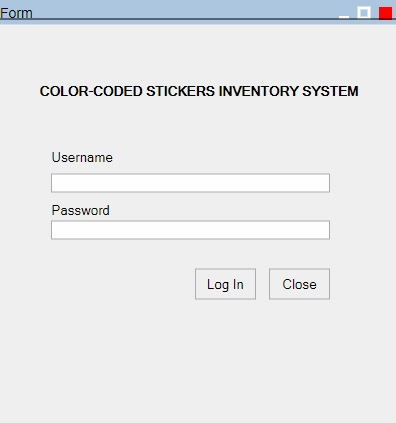 Form
COLOR-CODED STICKERS INVENTORY SYSTEM
Username
Password
Log In
Close